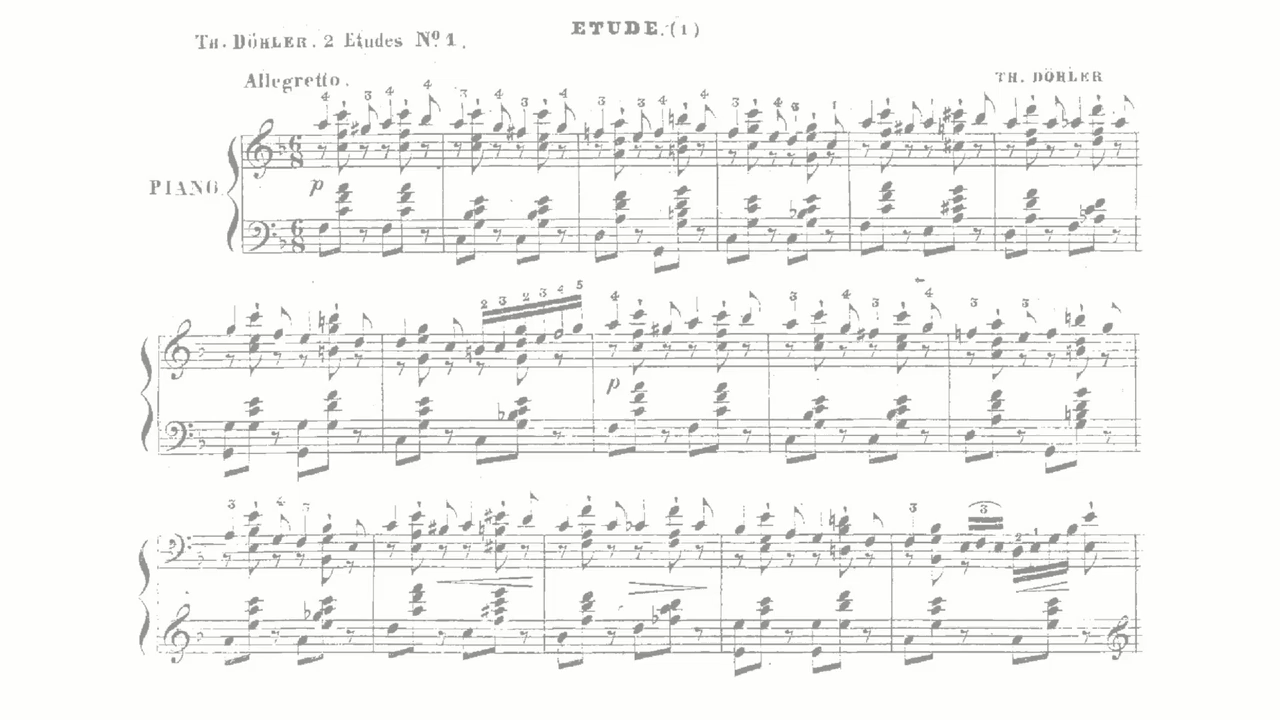 ETUDE. (1)
TH. DÖHLER. 2 Etudes Nº 1.
Allegretto.
TH. DÖHLER
PIANO.
p
p